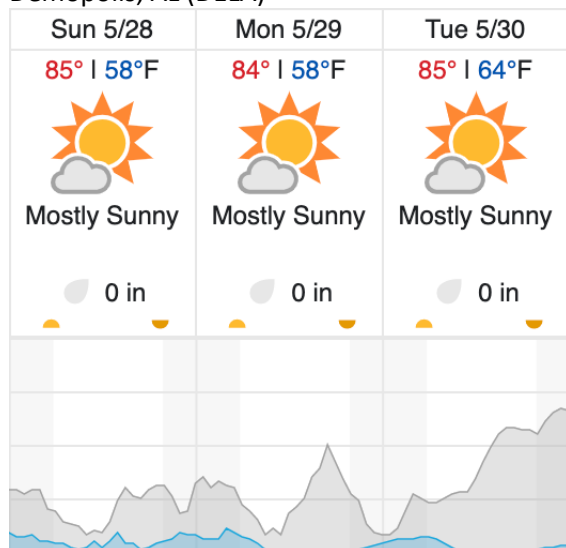 Sun 5/28 Mon 5/29 Tue 5/30
85° | 58°F 84° | 58°F 85° | 64°F
Mostly Sunny Mostly Sunny Mostly Sunny
0 in 0 in 0 in